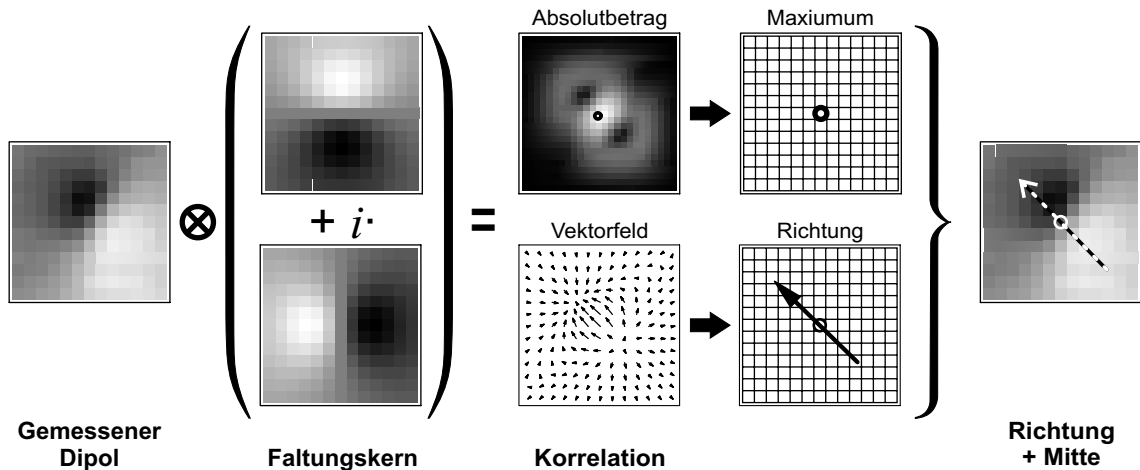 Absolutbetrag
Maxiumum
+ i·
=
Vektorfeld
Richtung
Gemessener
Dipol
Faltungskern
Korrelation
Richtung
+ Mitte